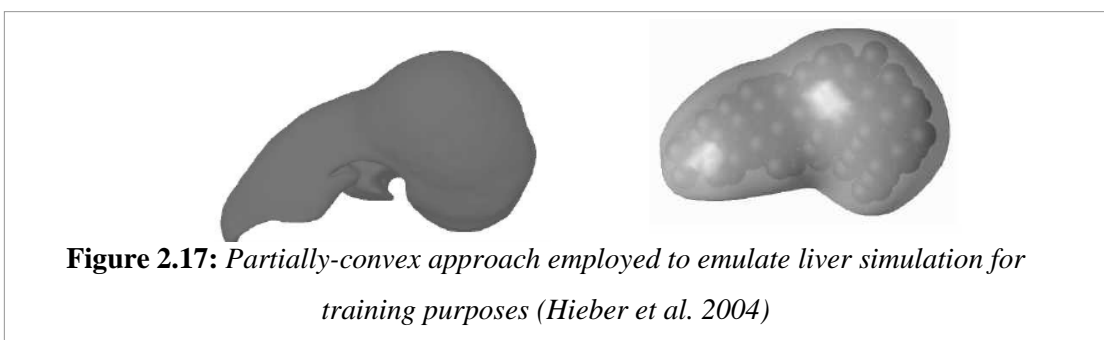 Figure 2.17: Partially-convex approach employed to emulate liver simulation for
training purposes (Hieber et al. 2004)